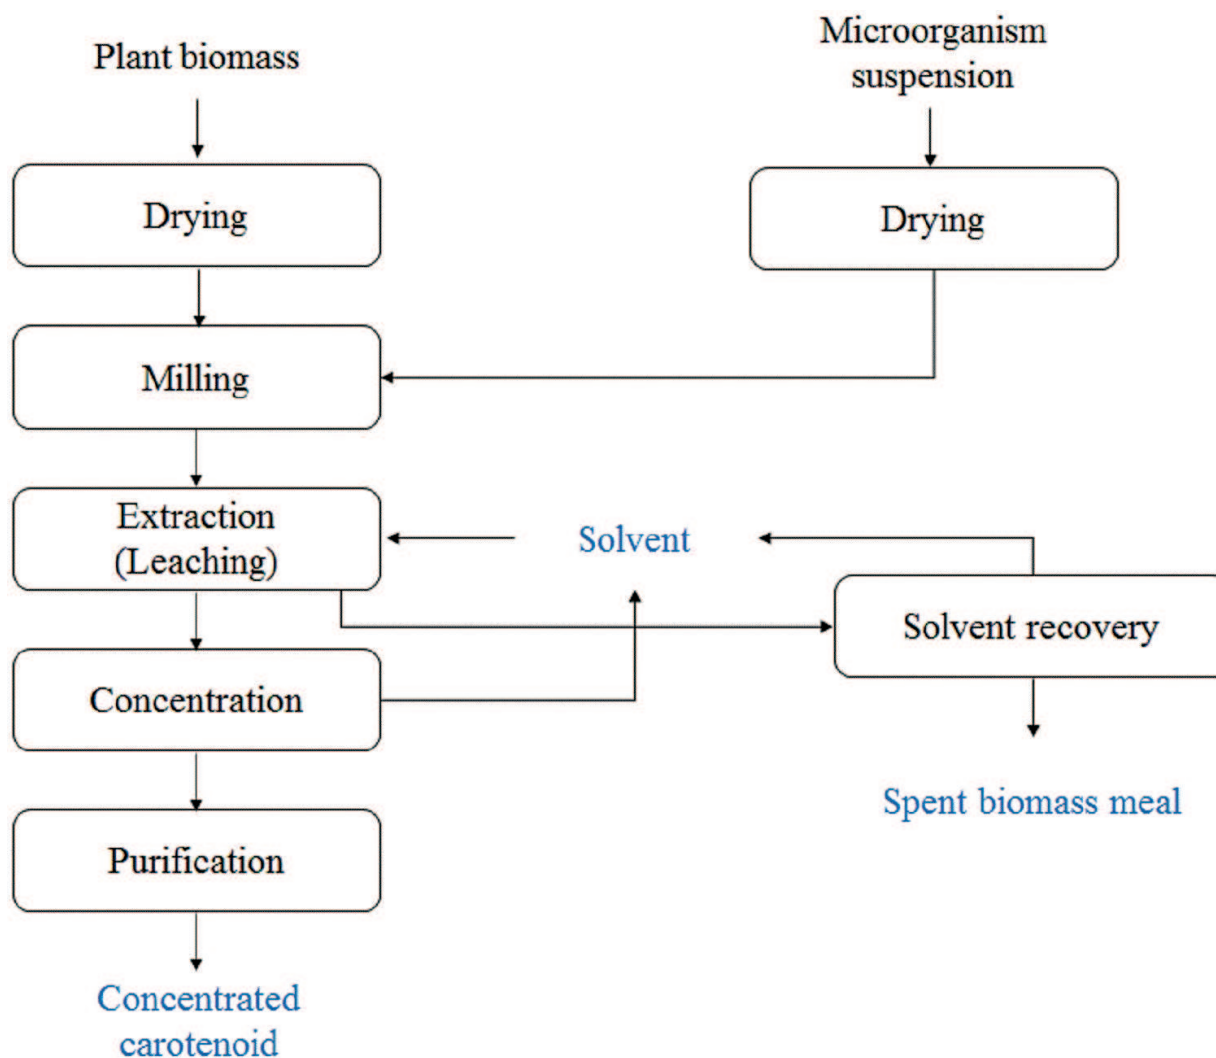 Plant biomass
Microorganism
suspension
Drying
Drying
Milling
Extraction
(Leaching)
Solvent
Solvent recovery
Concentration
Spent biomass meal
Purification
Concentrated
carotenoid